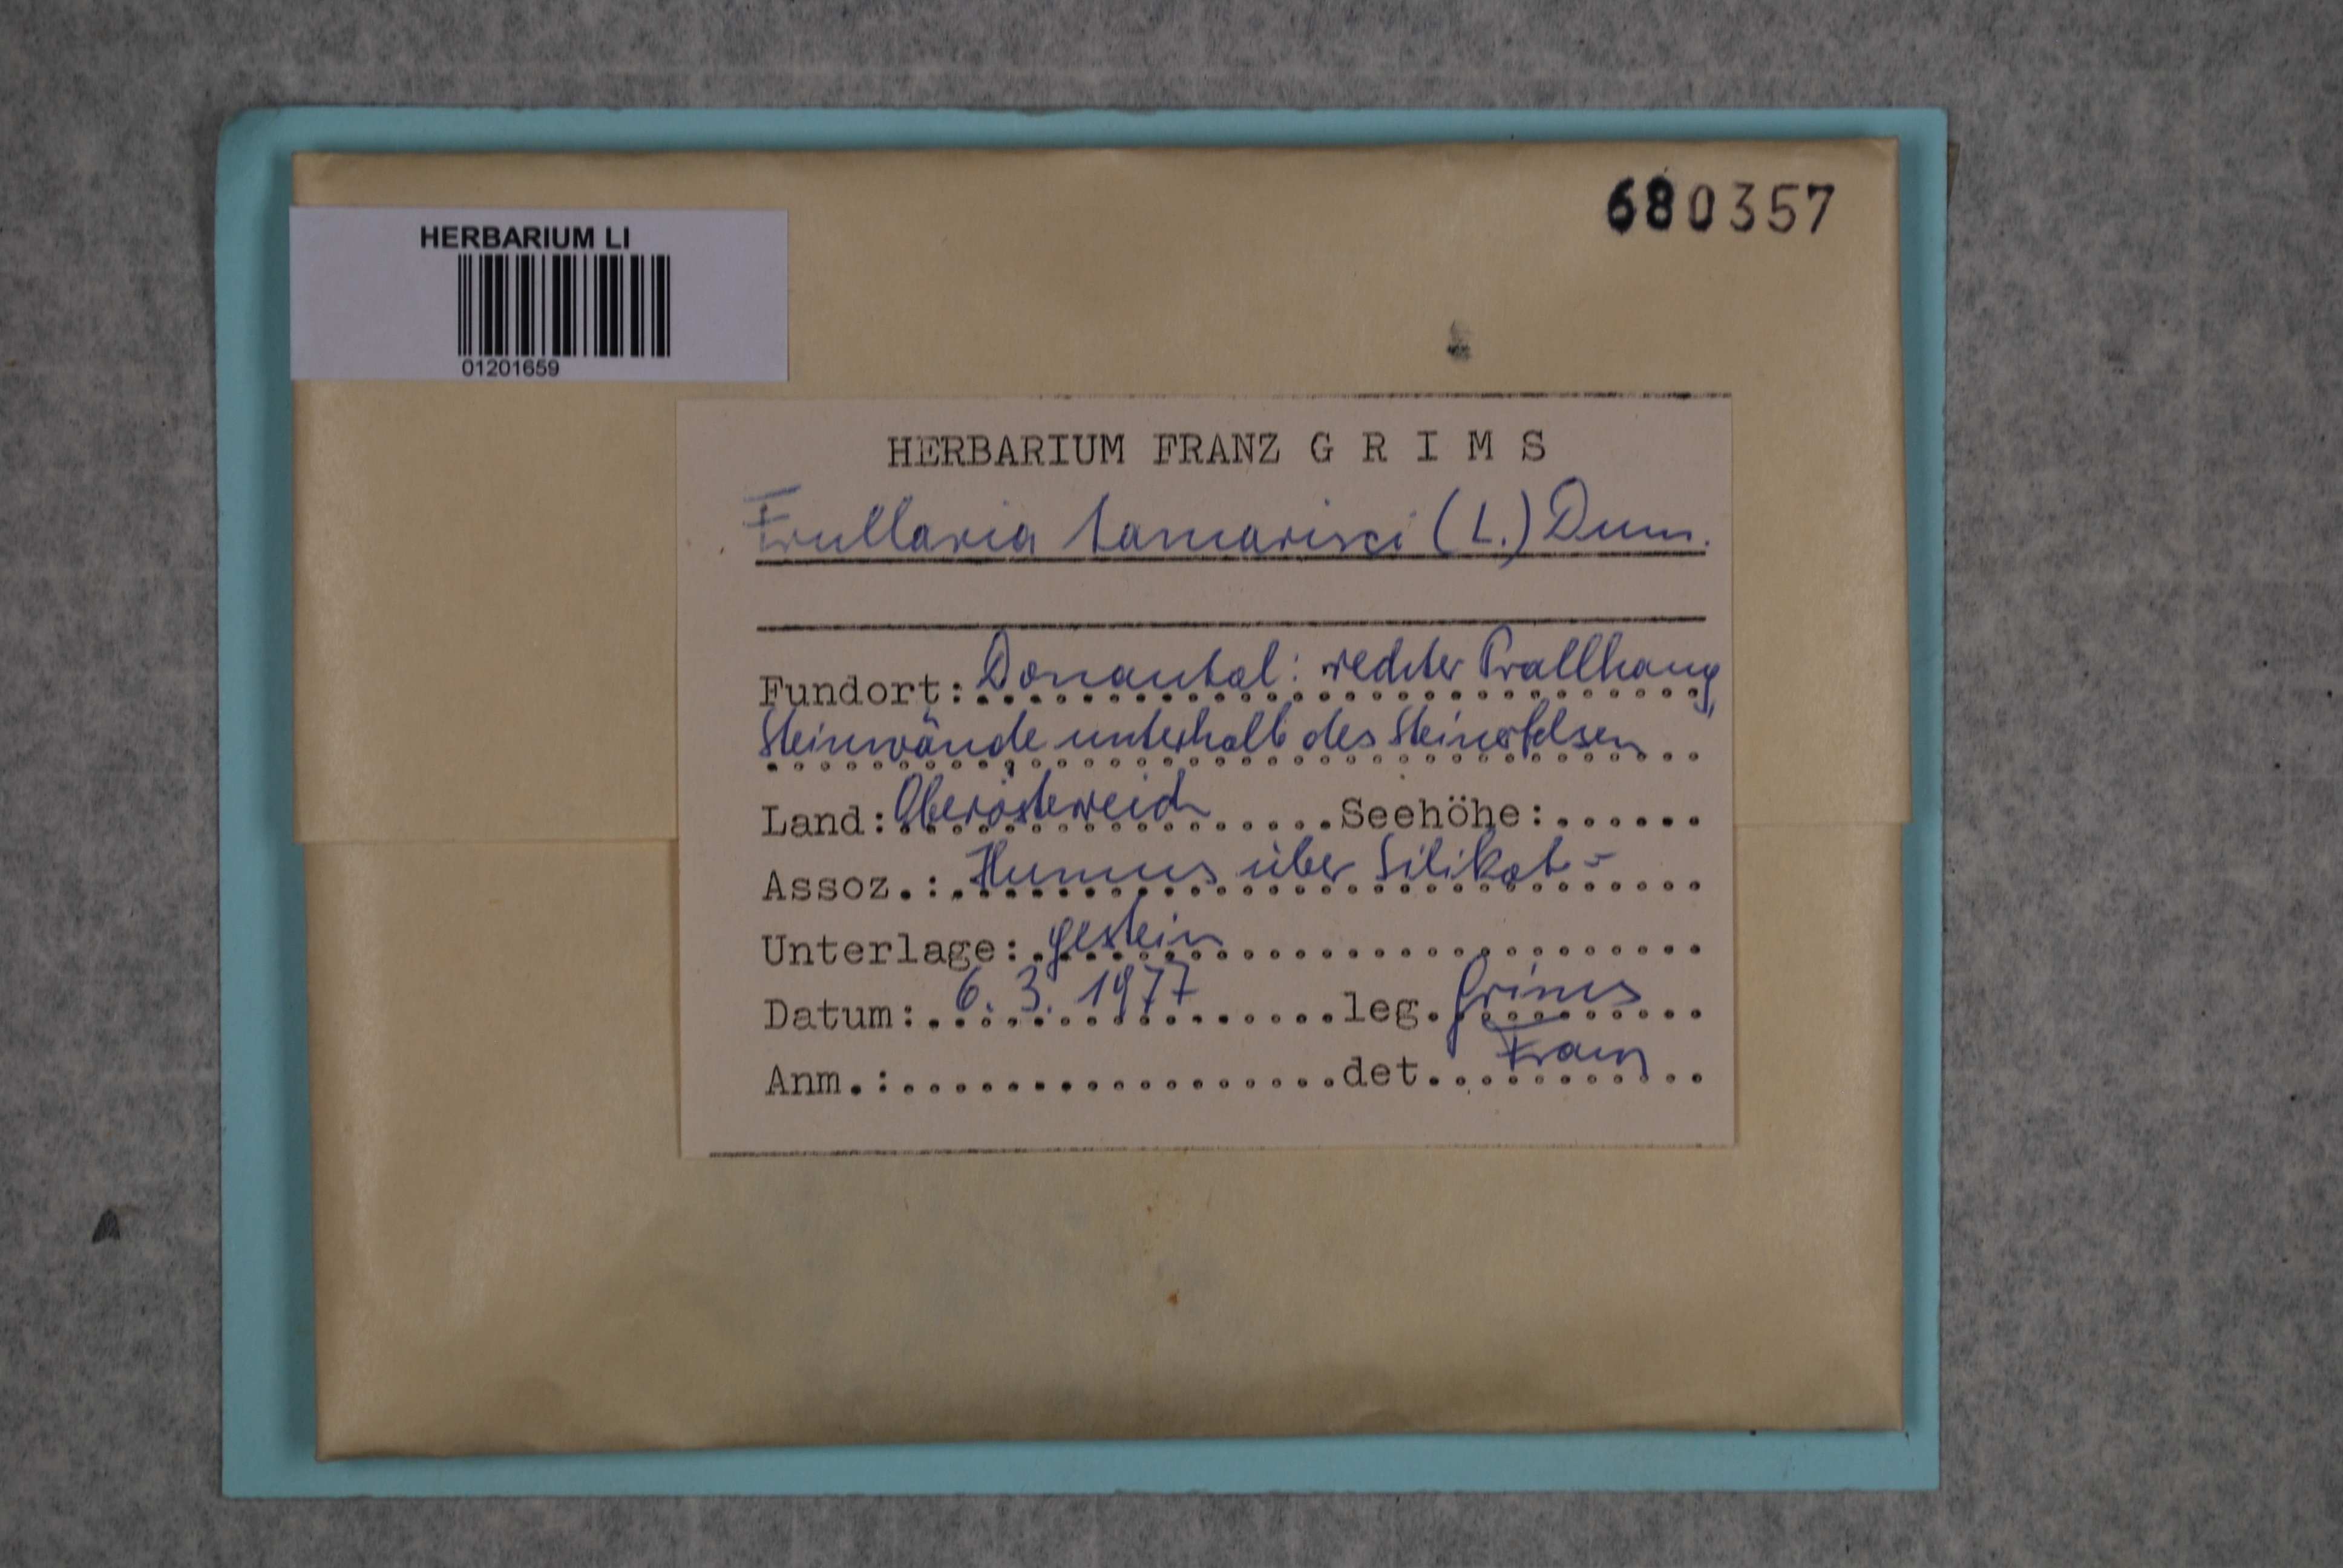 680357
HERBARIUM LI
01201659
HERBARIUM FRANZ G R I M S
Frullania tamarisci (L.) Dum.
Fundort: Donautal: rechter Prallhang,
Steinwände unterhalb des Steinerfelsen
Land: Oberösterreich Seehöhe:
Assoz.: Humus über Silikat-
Unterlage: gestein
Datum: 6. 3. 1977 leg. Grims
Anm.: det. Franz